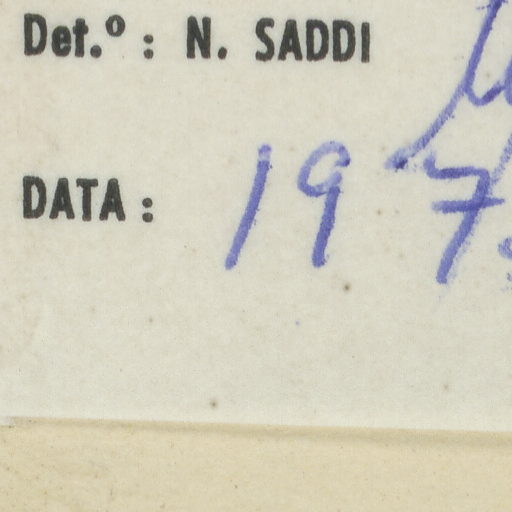 Det.º : N. SADDI
DATA : 197